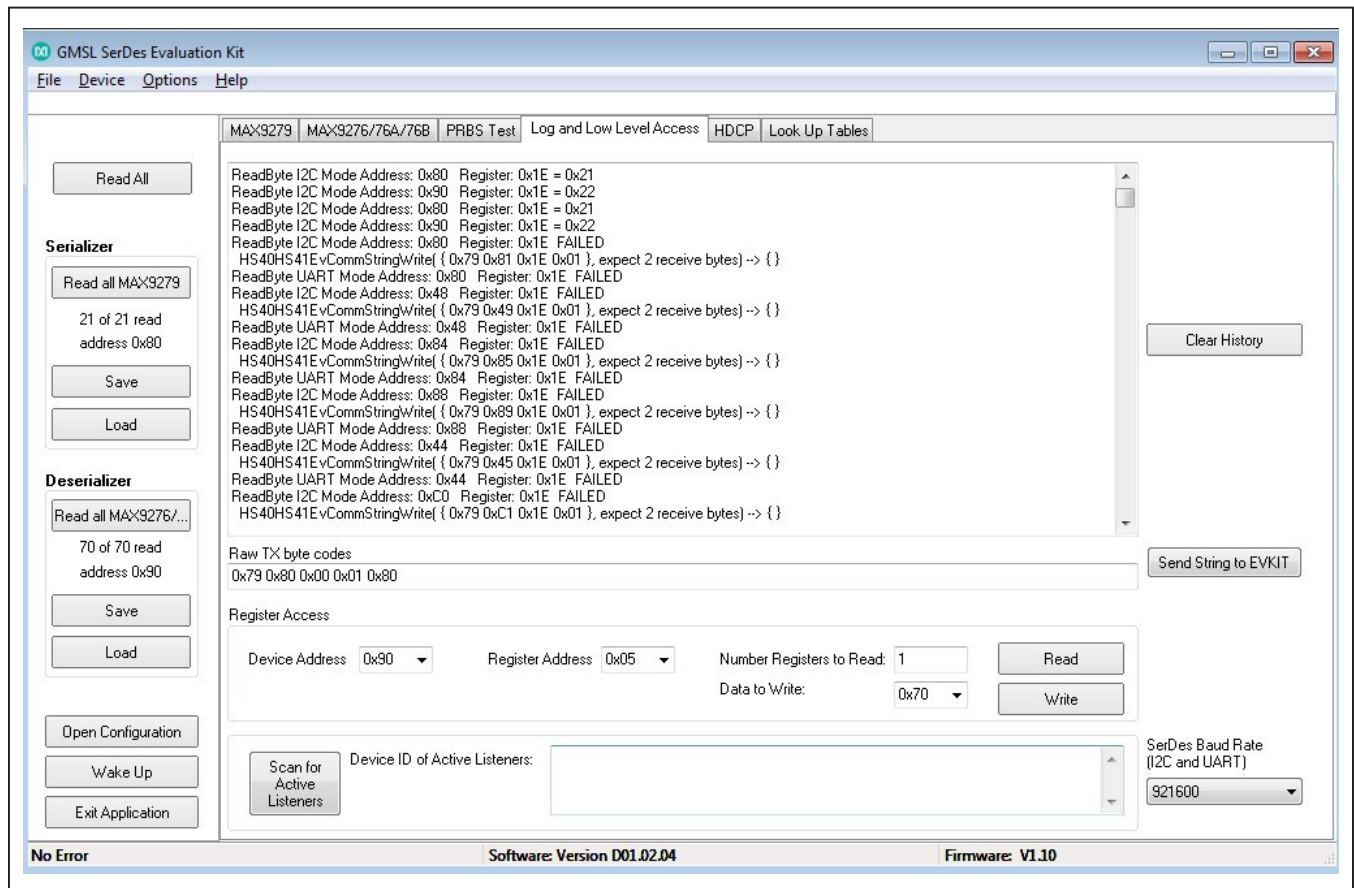 GMSL SerDes Evaluation Kit
File Device Options Help
MAX9279 MAX9276/76A/76B PRBS Test Log and Low Level Access HDCP Look Up Tables
Read All
Serializer
Read all MAX9279
21 of 21 read
address 0x80
Save
Load
Deserializer
Read all MAX9276/...
70 of 70 read
address 0x90
Save
Load
Open Configuration
Wake Up
Exit Application
ReadByte I2C Mode Address: 0x80 Register: 0x1E = 0x21
ReadByte I2C Mode Address: 0x90 Register: 0x1E = 0x22
ReadByte I2C Mode Address: 0x80 Register: 0x1E = 0x21
ReadByte I2C Mode Address: 0x90 Register: 0x1E = 0x22
ReadByte I2C Mode Address: 0x80 Register: 0x1E FAILED
HS40HS41EvCommStringWrite( { 0x79 0x81 0x1E 0x01 }, expect 2 receive bytes) --> { }
ReadByte UART Mode Address: 0x80 Register: 0x1E FAILED
ReadByte I2C Mode Address: 0x48 Register: 0x1E FAILED
HS40HS41EvCommStringWrite( { 0x79 0x49 0x1E 0x01 }, expect 2 receive bytes) --> { }
ReadByte UART Mode Address: 0x48 Register: 0x1E FAILED
ReadByte I2C Mode Address: 0x84 Register: 0x1E FAILED
HS40HS41EvCommStringWrite( { 0x79 0x85 0x1E 0x01 }, expect 2 receive bytes) --> { }
ReadByte UART Mode Address: 0x84 Register: 0x1E FAILED
ReadByte I2C Mode Address: 0x88 Register: 0x1E FAILED
HS40HS41EvCommStringWrite( { 0x79 0x89 0x1E 0x01 }, expect 2 receive bytes) --> { }
ReadByte UART Mode Address: 0x88 Register: 0x1E FAILED
ReadByte I2C Mode Address: 0x44 Register: 0x1E FAILED
HS40HS41EvCommStringWrite( { 0x79 0x45 0x1E 0x01 }, expect 2 receive bytes) --> { }
ReadByte UART Mode Address: 0x44 Register: 0x1E FAILED
ReadByte I2C Mode Address: 0xC0 Register: 0x1E FAILED
HS40HS41EvCommStringWrite( { 0x79 0xC1 0x1E 0x01 }, expect 2 receive bytes) --> { }
Clear History
Raw TX byte codes
0x79 0x80 0x00 0x01 0x80
Send String to EVKIT
Register Access
Device Address 0x90 Register Address 0x05 Number Registers to Read: 1 Read
Data to Write: 0x70 Write
Scan for
Active
Listeners
Device ID of Active Listeners:
SerDes Baud Rate
(I2C and UART)
921600
No Error Software: Version D01.02.04 Firmware: V1.10